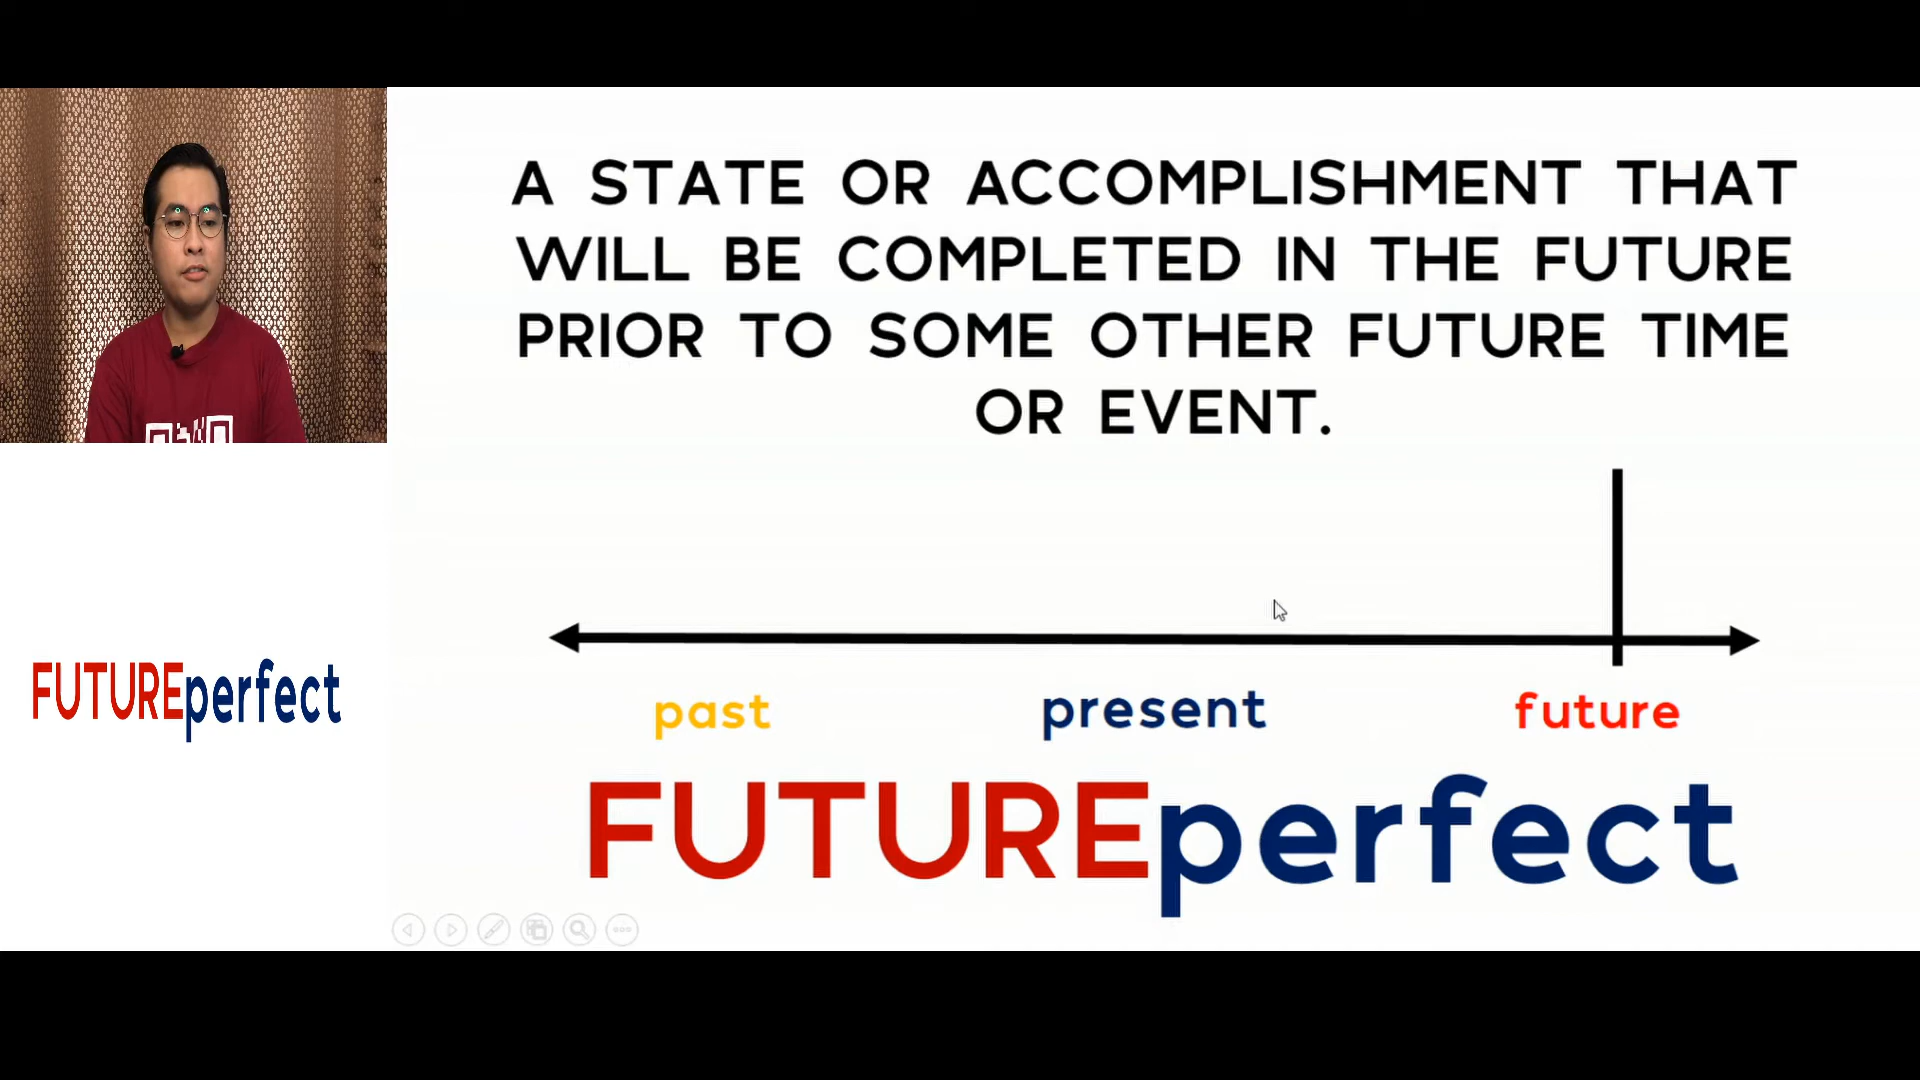 A STATE OR ACCOMPLISHMENT THAT
WILL BE COMPLETED IN THE FUTURE
PRIOR TO SOME OTHER FUTURE TIME
OR EVENT.
past present future
FUTUREperfect
FUTUREperfect